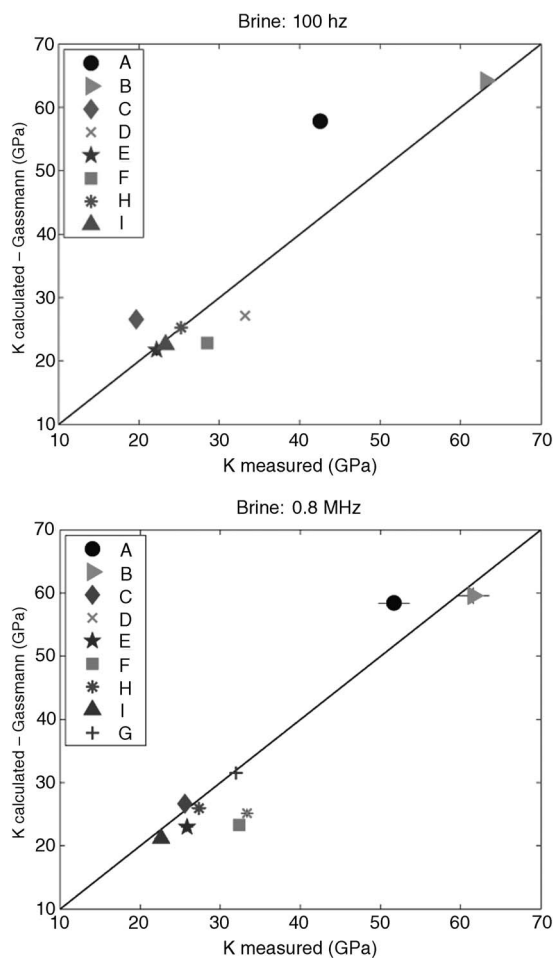 Brine: 100 hz
70
60
50
40
30
20
10
K calculated – Gassmann (GPa)
A
B
C
D
E
F
H
I
10 20 30 40 50 60 70
K measured (GPa)
Brine: 0.8 MHz
70
60
50
40
30
20
10
K calculated – Gassmann (GPa)
A
B
C
D
E
F
H
I
G
10 20 30 40 50 60 70
K measured (GPa)